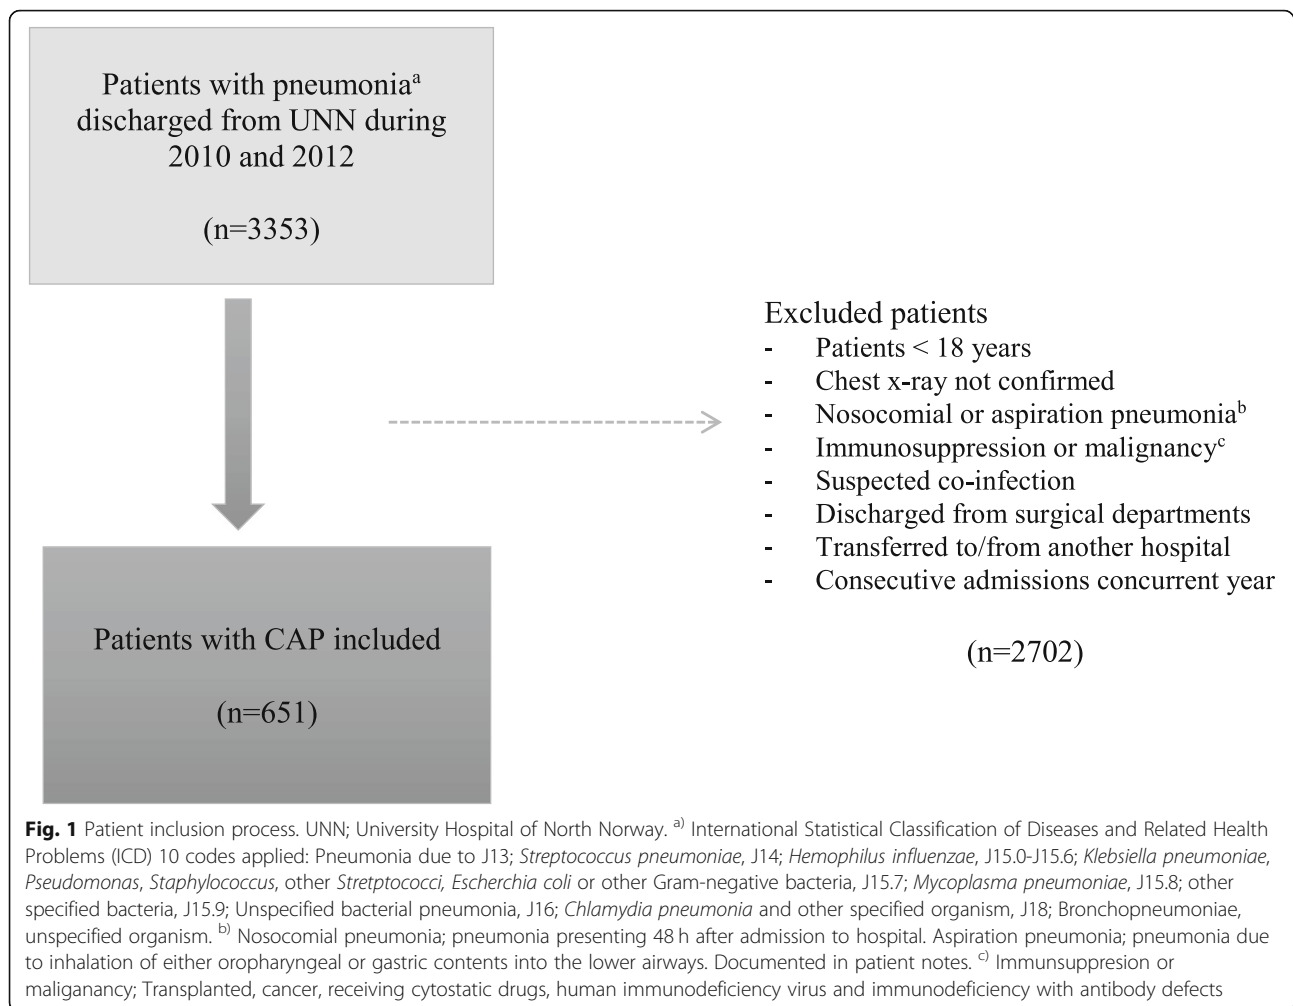 Patients with pneumoniaᵃ
discharged from UNN during
2010 and 2012
(n=3353)
Excluded patients
- Patients < 18 years
- Chest x-ray not confirmed
- Nosocomial or aspiration pneumoniaᵇ
- Immunosuppression or malignancyᶜ
- Suspected co-infection
- Discharged from surgical departments
- Transferred to/from another hospital
- Consecutive admissions concurrent year
(n=2702)
Patients with CAP included
(n=651)
Fig. 1 Patient inclusion process. UNN; University Hospital of North Norway. ᵃ⁾ International Statistical Classification of Diseases and Related Health
Problems (ICD) 10 codes applied: Pneumonia due to J13; Streptococcus pneumoniae, J14; Hemophilus influenzae, J15.0-J15.6; Klebsiella pneumoniae,
Pseudomonas, Staphylococcus, other Stretptococci, Escherchia coli or other Gram-negative bacteria, J15.7; Mycoplasma pneumoniae, J15.8; other
specified bacteria, J15.9; Unspecified bacterial pneumonia, J16; Chlamydia pneumonia and other specified organism, J18; Bronchopneumoniae,
unspecified organism. ᵇ⁾ Nosocomial pneumonia; pneumonia presenting 48 h after admission to hospital. Aspiration pneumonia; pneumonia due
to inhalation of either oropharyngeal or gastric contents into the lower airways. Documented in patient notes. ᶜ⁾ Immunsuppresion or
maliganancy; Transplanted, cancer, receiving cytostatic drugs, human immunodeficiency virus and immunodeficiency with antibody defects